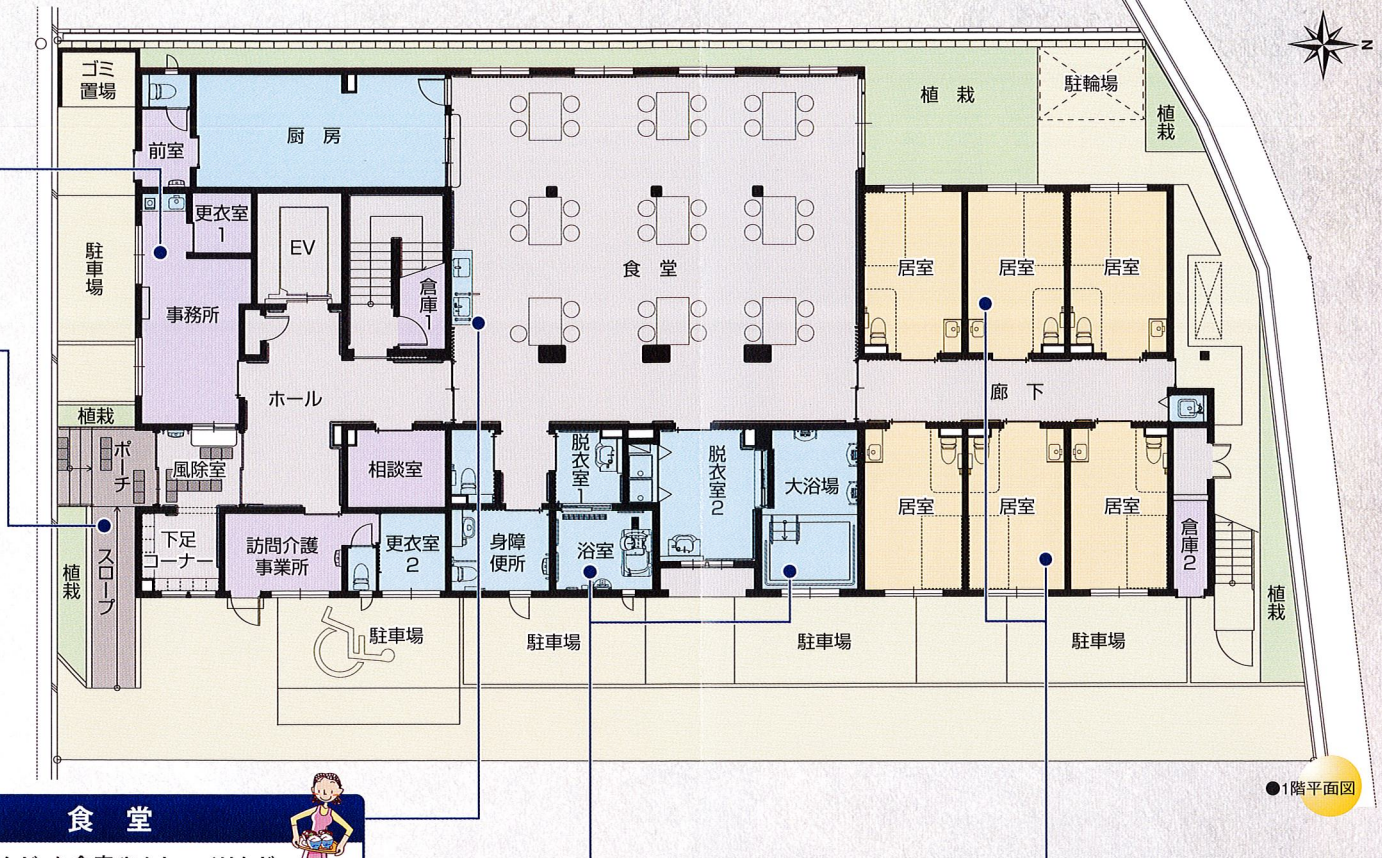 N
ゴミ
置場
植栽
駐輪場
植栽
厨房
前室
更衣室
1
EV
駐車場
事務所
倉庫1
食堂
居室
居室
居室
ホール
廊下
植栽
ポーチ
風除室
相談室
脱衣室1
脱衣室2
大浴場
居室
居室
居室
下足
コーナー
訪問介護
事業所
更衣室
2
身障
便所
浴室
倉庫2
植栽
スロープ
植栽
駐車場
駐車場
駐車場
駐車場
●1階平面図
食堂